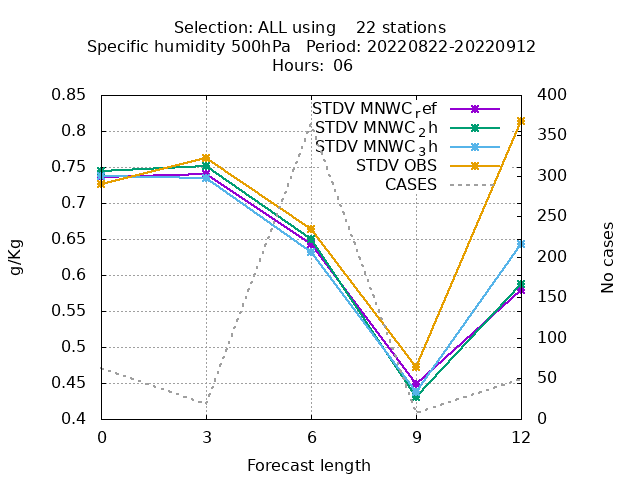 Selection: ALL using    22 stations
Specific humidity 500hPa   Period: 20220822-20220912
Hours:  06
STDV MNWC_ref
STDV MNWC_2h
STDV MNWC_3h
STDV OBS
CASES
0.85
0.8
0.75
0.7
0.65
0.6
0.55
0.5
0.45
0.4
g/Kg
400
350
300
250
200
150
100
50
0
No cases
0 3 6 9 12
Forecast length